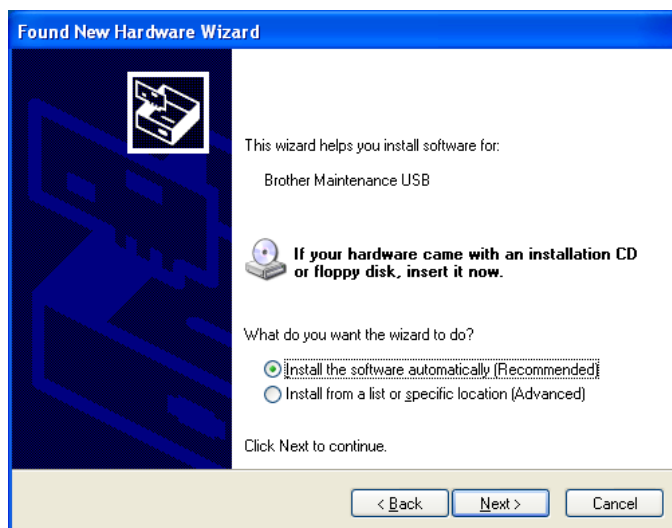 Found New Hardware Wizard
This wizard helps you install software for:
Brother Maintenance USB
If your hardware came with an installation CD
or floppy disk, insert it now.
What do you want the wizard to do?
Install the software automatically (Recommended)
Install from a list or specific location (Advanced)
Click Next to continue.
< Back
Next >
Cancel